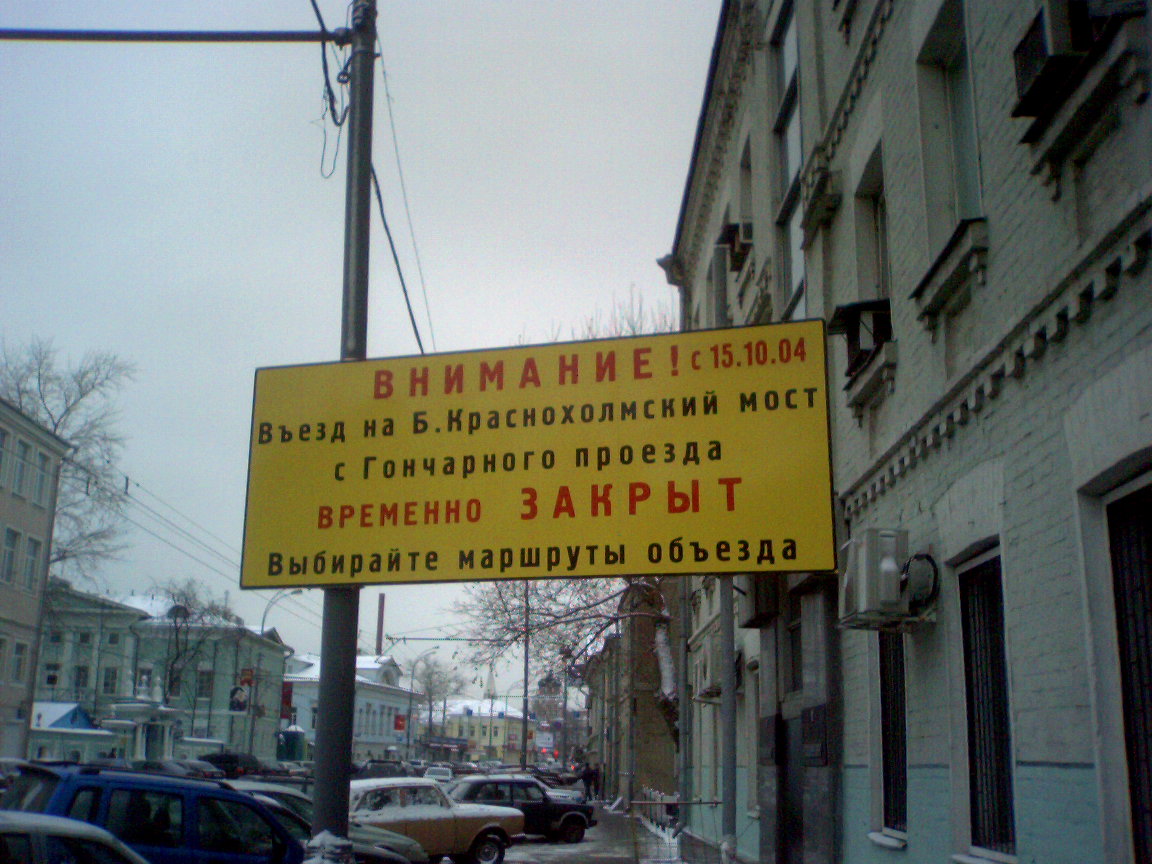 ВНИМАНИЕ! с 15.10.04
Въезд на Б.Краснохолмский мост
с Гончарного проезда
ВРЕМЕННО ЗАКРЫТ
Выбирайте маршруты объезда